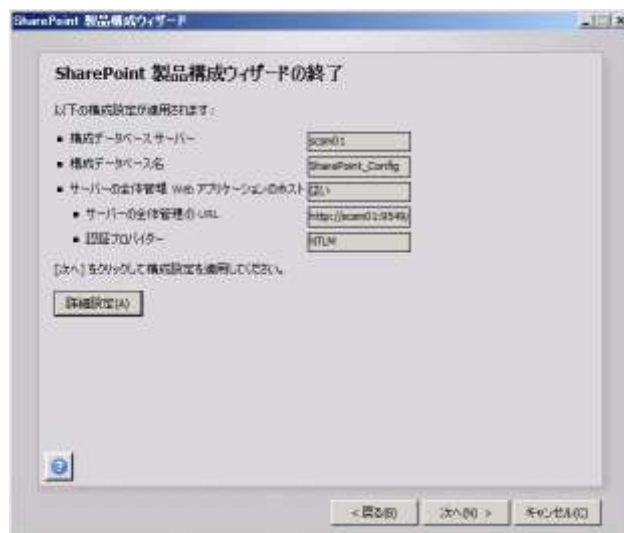 SharePoint 製品構成ウィザード
SharePoint 製品構成ウィザードの終了
以下の構成設定が適用されます:
構成データベース サーバー
scom01
構成データベース名
SharePoint_Config
サーバーの全体管理 Web アプリケーションのホスト
はい
サーバーの全体管理の URL
http://scom01:9549/
認証プロバイダー
NTLM
[次へ] をクリックして構成設定を適用してください。
詳細設定(A)
< 戻る(B)
次へ(N) >
キャンセル(C)